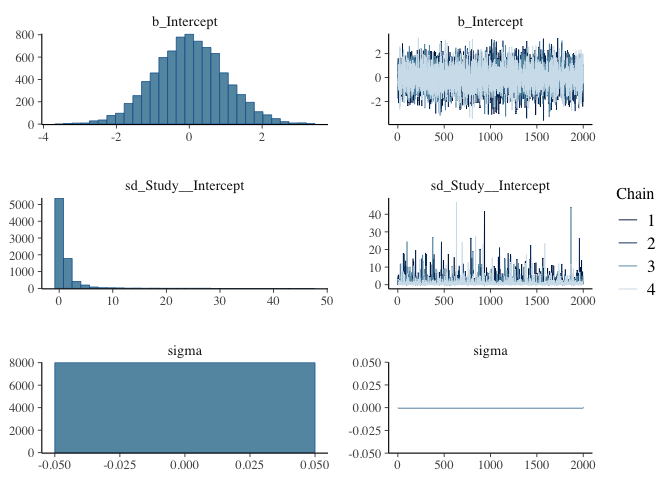 b_Intercept
800
600
400
200
0
-4 -2 0 2
b_Intercept
2
0
-2
0 500 1000 1500 2000
sd_Study__Intercept
5000
4000
3000
2000
1000
0
0 10 20 30 40 50
sd_Study__Intercept
40
30
20
10
0
0 500 1000 1500 2000
Chain
1
2
3
4
sigma
8000
6000
4000
2000
0
-0.050 -0.025 0.000 0.025 0.050
sigma
0.050
0.025
0.000
-0.025
-0.050
0 500 1000 1500 2000